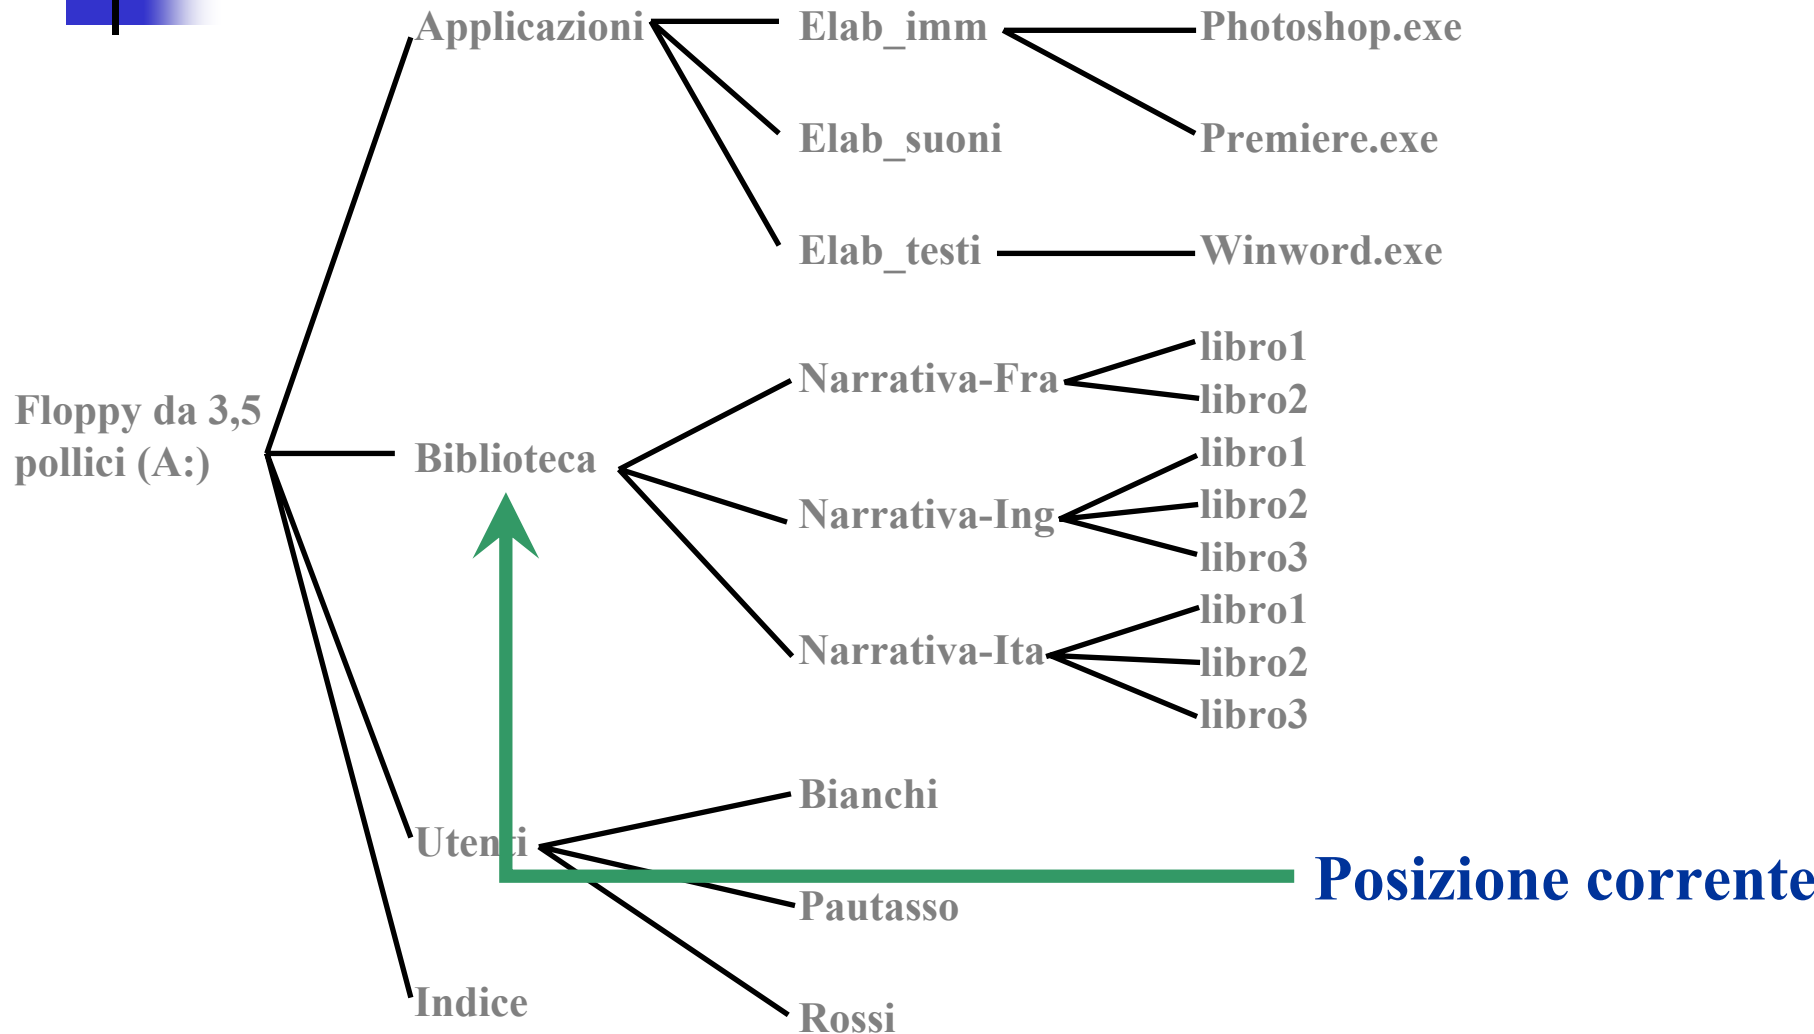 Applicazioni
Elab_imm
Photoshop.exe
Premiere.exe
Elab_suoni
Elab_testi
Winword.exe
Floppy da 3,5
pollici (A:)
Biblioteca
Narrativa-Fra
libro1
libro2
Narrativa-Ing
libro1
libro2
libro3
Narrativa-Ita
libro1
libro2
libro3
Utenti
Bianchi
Pautasso
Rossi
Indice
Posizione corrente